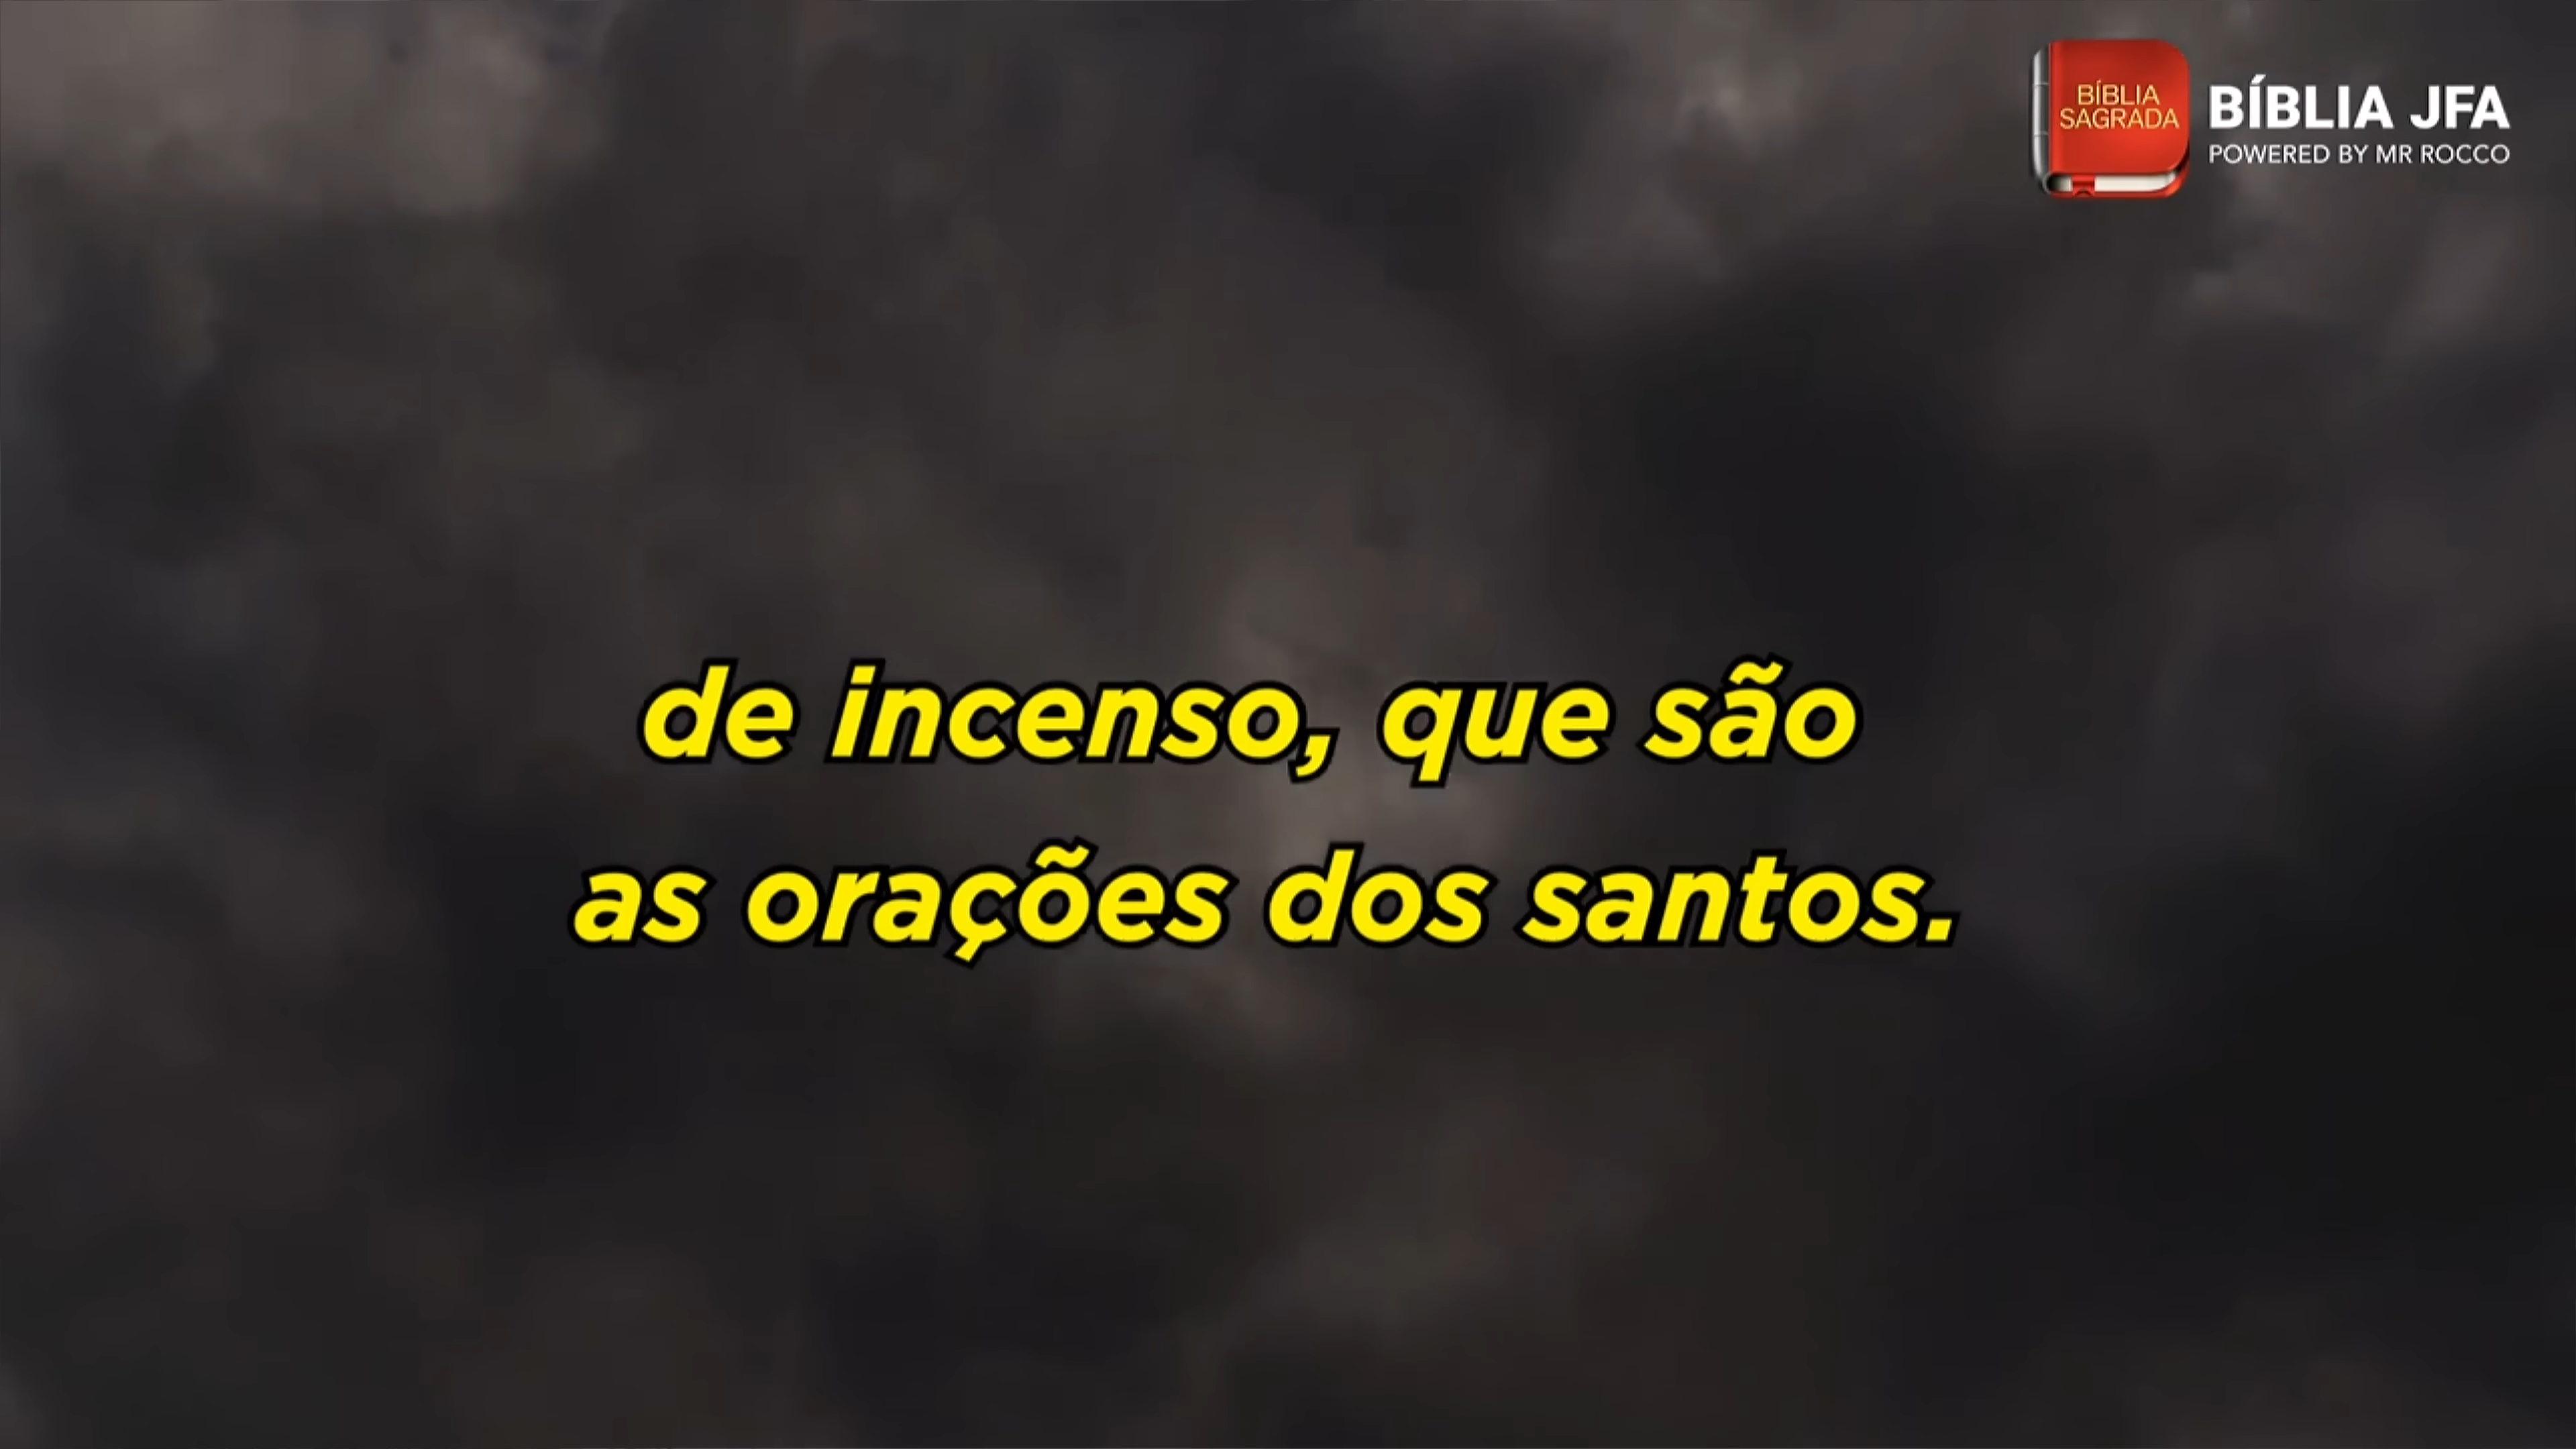 BÍBLIA
SAGRADA
BÍBLIA JFA
POWERED BY MR ROCCO
de incenso, que são
as orações dos santos.